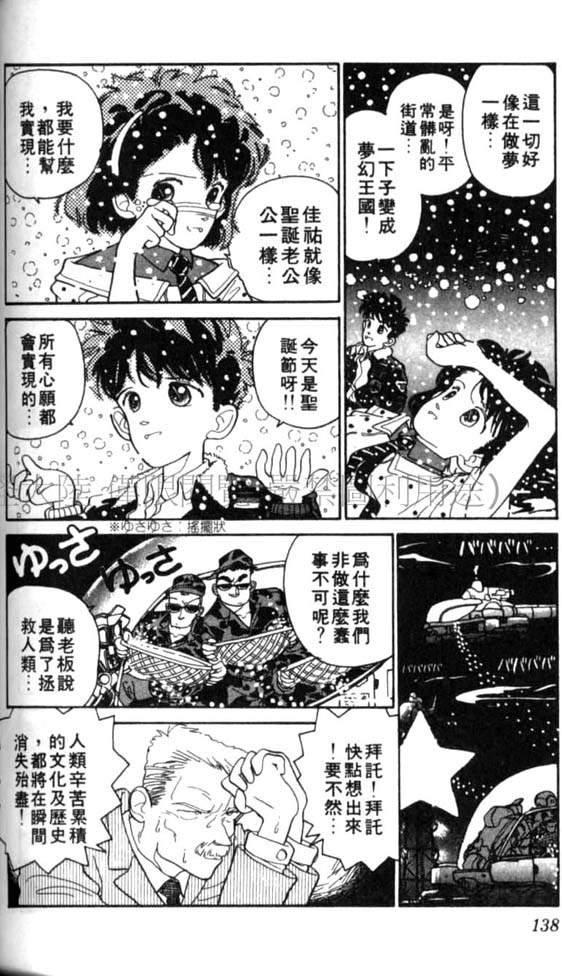 這一切好
像在做夢
一樣…
是呀！平
常髒亂的
街道…
一下子變成
夢幻王國！
佳祐就像
聖誕老公
公一樣…
我要什麼
，都能幫
我實現…
今天是聖
誕節呀!!
所有心願都
會實現的…
※ゆさゆさ：搖擺狀
ゆっさ
ゆっさ
為什麼我們
非做這麼蠢
事不可呢？
聽老板說
是為了拯
救人類…
拜託！拜託
快點想出來
！要不然…
人類辛苦累積
的文化及歷史
，都將在瞬間
消失殆盡！
138